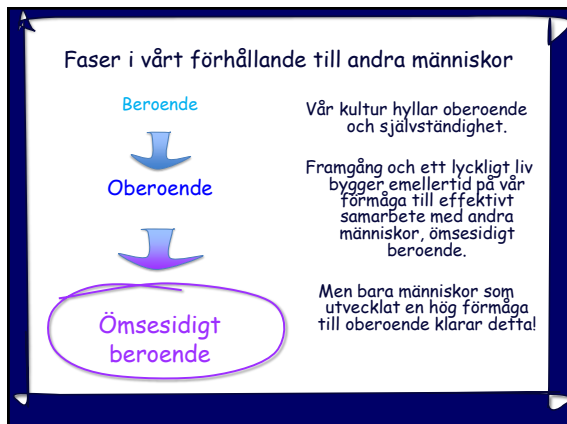 Faser i vårt förhållande till andra människor
Beroende
Oberoende
Ömsesidigt
beroende
Vår kultur hyllar oberoende
och självständighet.
Framgång och ett lyckligt liv
bygger emellertid på vår
förmåga till effektivt
samarbete med andra
människor, ömsesidigt
beroende.
Men bara människor som
utvecklat en hög förmåga
till oberoende klarar detta!